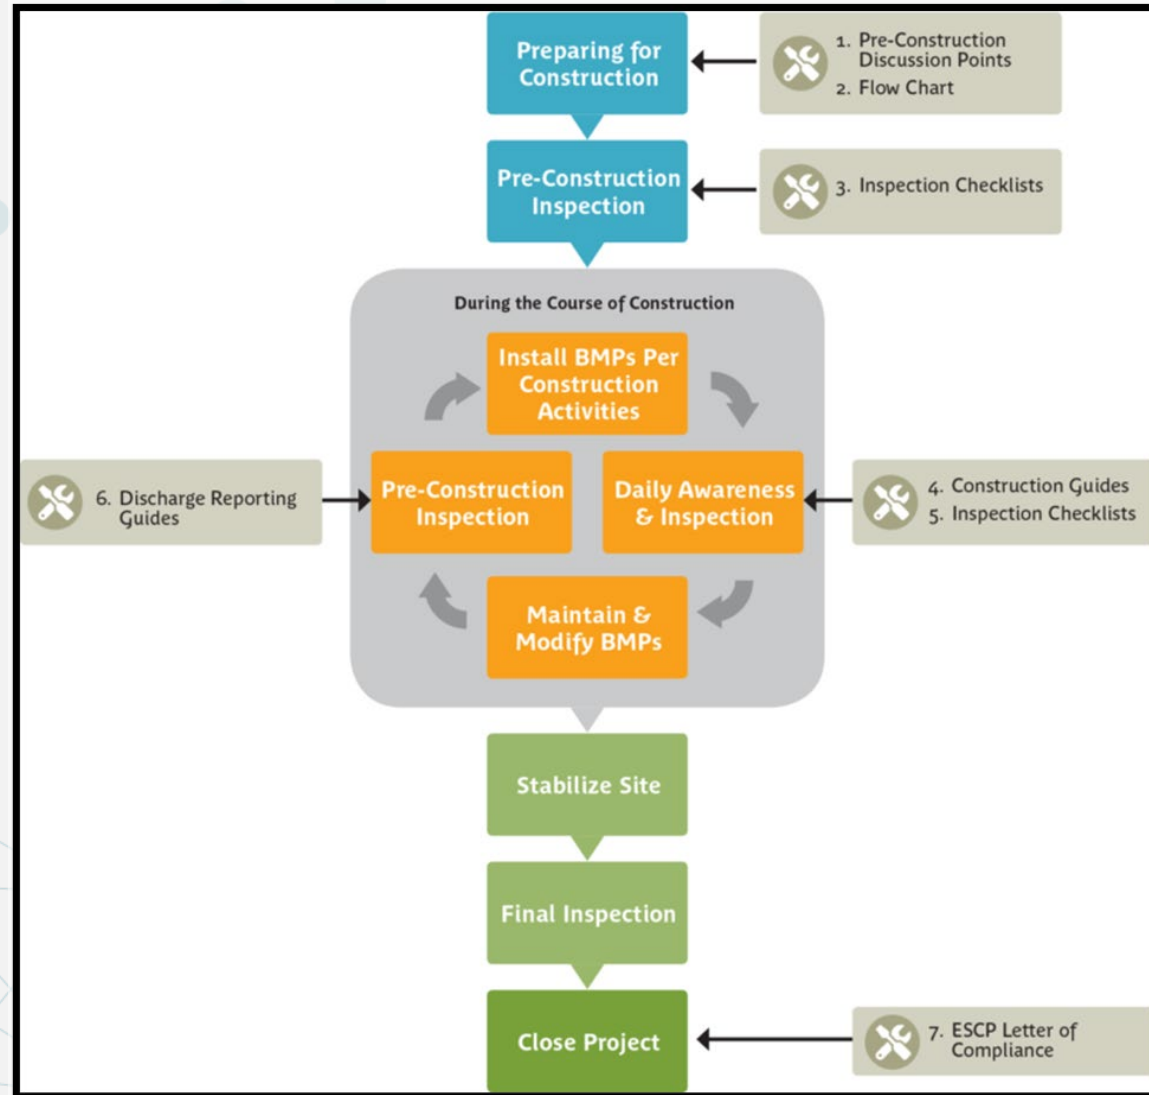 Preparing for
Construction
1. Pre-Construction
Discussion Points
2. Flow Chart
Pre-Construction
Inspection
3. Inspection Checklists
During the Course of Construction
Install BMPs Per
Construction
Activities
6. Discharge Reporting
Guides
Pre-Construction
Inspection
Daily Awareness
& Inspection
4. Construction Guides
5. Inspection Checklists
Maintain &
Modify BMPs
Stabilize Site
Final Inspection
Close Project
7. ESCP Letter of
Compliance